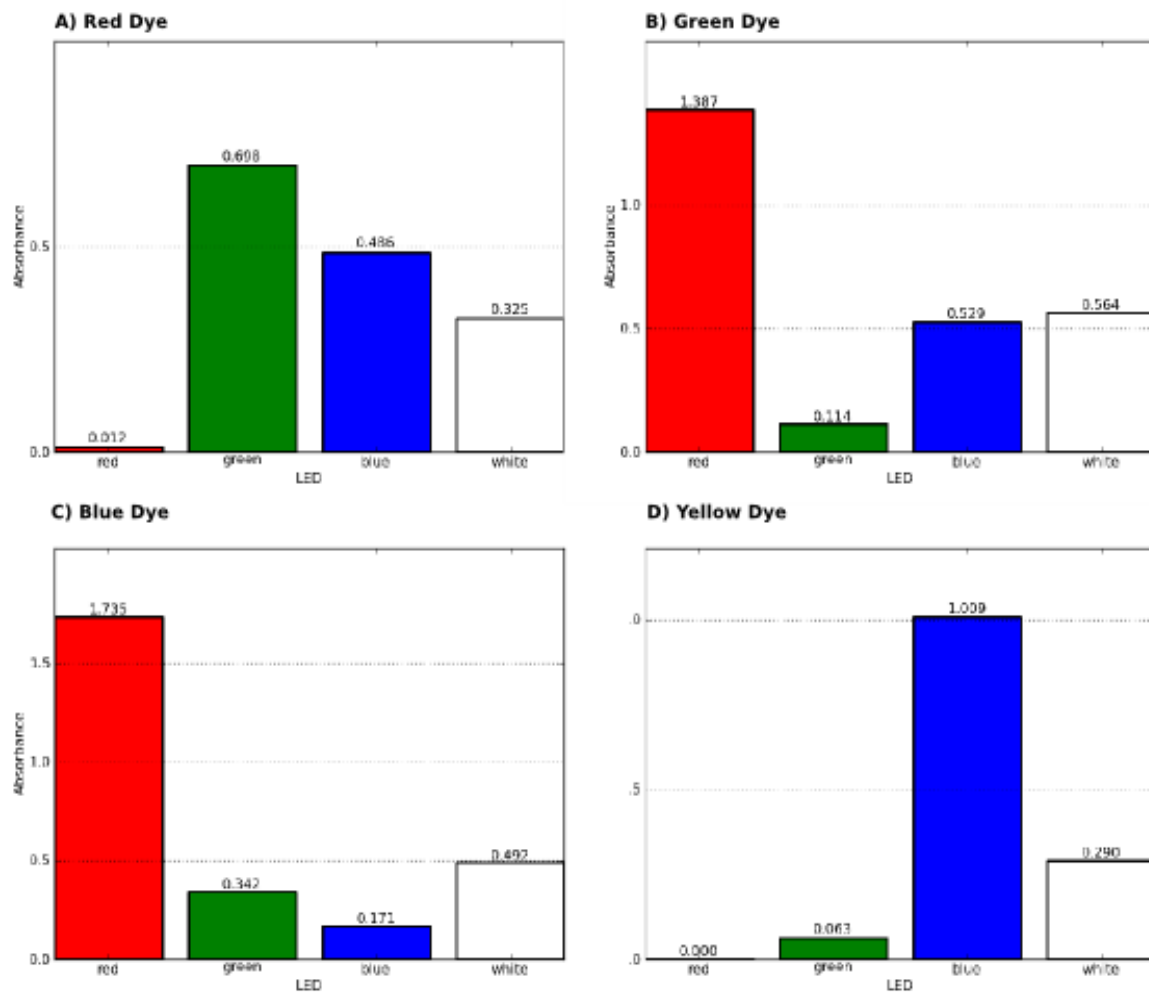 A) Red Dye
Absorbance
0.5
0.0
0.012
0.698
0.486
0.325
red
green
blue
white
LED
B) Green Dye
Absorbance
1.0
0.5
0.0
1.387
0.114
0.529
0.564
red
green
blue
white
LED
C) Blue Dye
Absorbance
1.5
1.0
0.5
0.0
1.735
0.342
0.171
0.492
red
green
blue
white
LED
D) Yellow Dye
.0
.5
.0
0.000
0.063
1.009
0.290
red
green
blue
white
LED